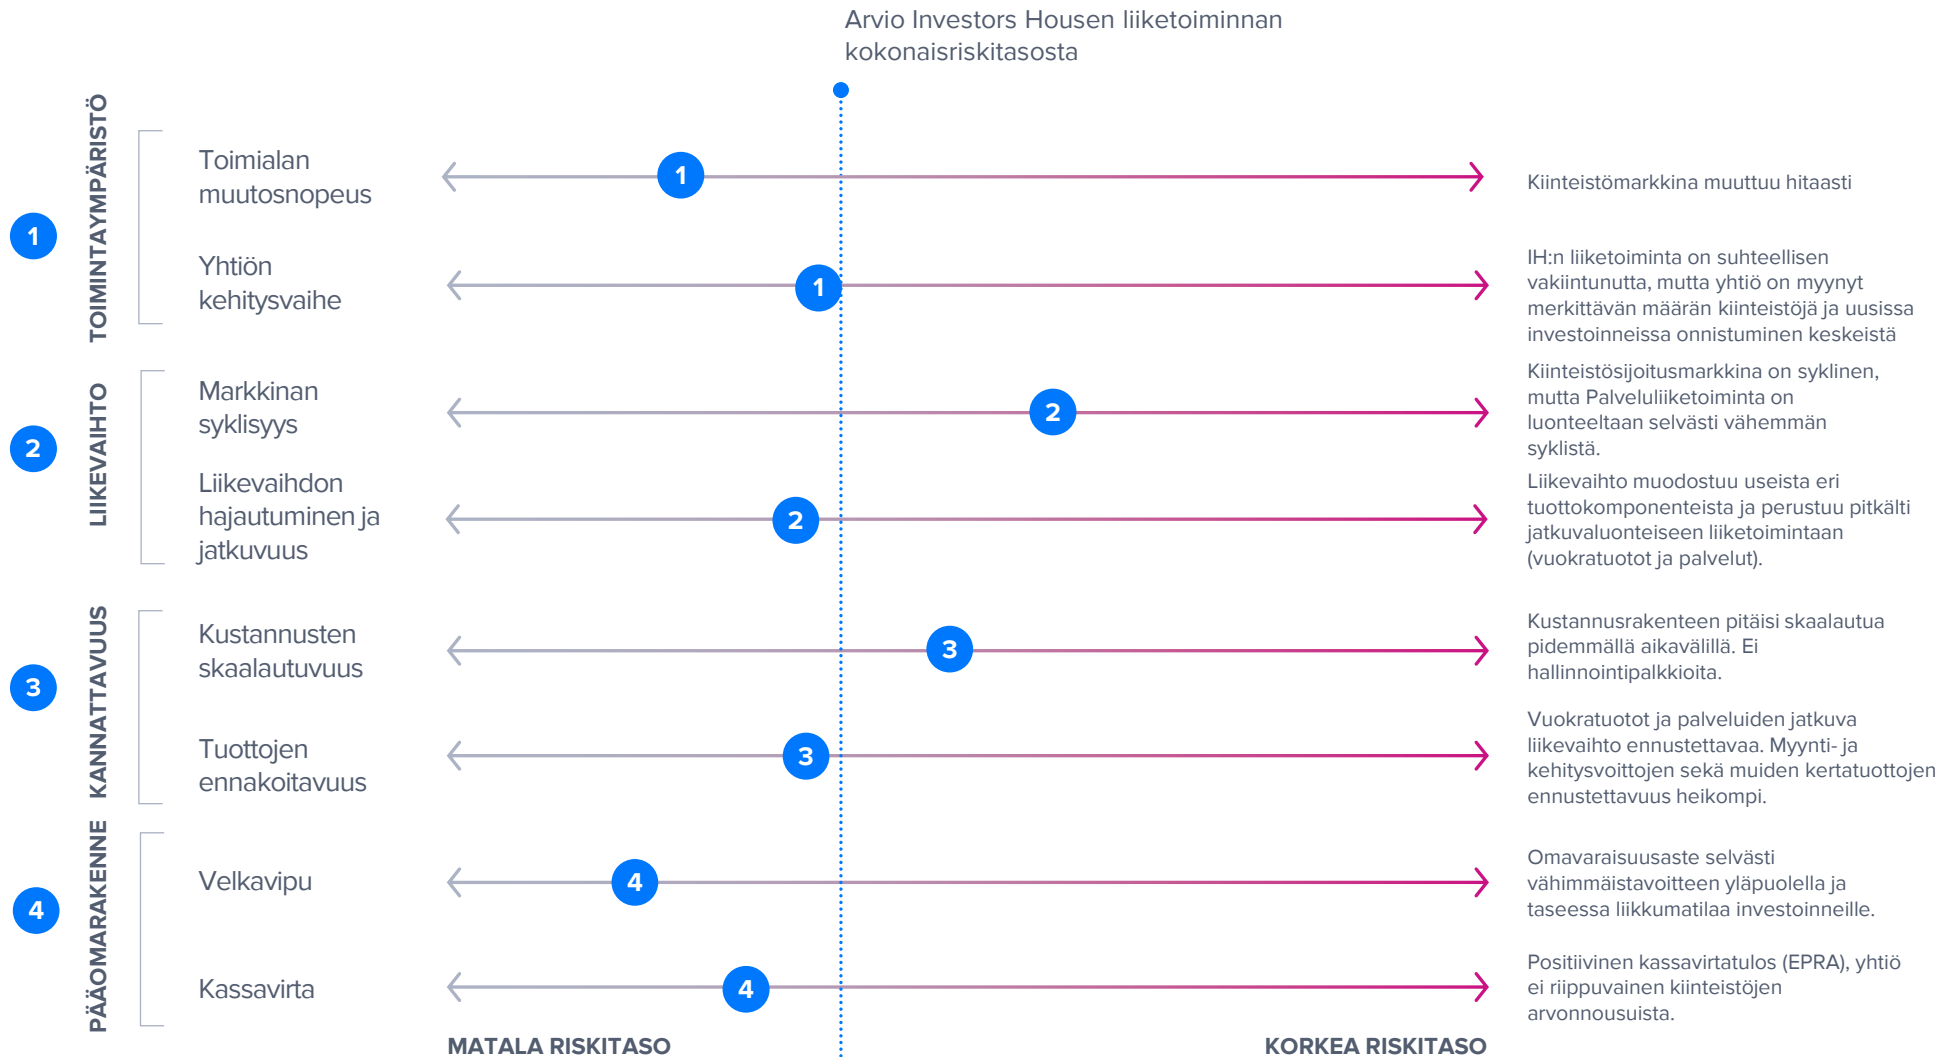 Arvio Investors Housen liiketoiminnan
kokonaisriskitasosta
1
TOIMINTAYMPÄRISTÖ
Toimialan
muutosnopeus
1
Kiinteistömarkkina muuttuu hitaasti
Yhtiön
kehitysvaihe
1
IH:n liiketoiminta on suhteellisen
vakiintunutta, mutta yhtiö on myynyt
merkittävän määrän kiinteistöjä ja uusissa
investoinneissa onnistuminen keskeistä
2
LIIKEVAIHTO
Markkinan
syklisyys
2
Kiinteistösijoitusmarkkina on syklinen,
mutta Palveluliiketoiminta on
luonteeltaan selvästi vähemmän
syklistä.
Liikevaihdon
hajautuminen ja
jatkuvuus
2
Liikevaihto muodostuu useista eri
tuottokomponenteista ja perustuu pitkälti
jatkuvaluonteiseen liiketoimintaan
(vuokratuotot ja palvelut).
3
KANNATTAVUUS
Kustannusten
skaalautuvuus
3
Kustannusrakenteen pitäisi skaalautua
pidemmällä aikavälillä. Ei
hallinnointipalkkioita.
Tuottojen
ennakoitavuus
3
Vuokratuotot ja palveluiden jatkuva
liikevaihto ennustettavaa. Myynti- ja
kehitysvoittojen sekä muiden kertatuottojen
ennustettavuus heikompi.
4
PÄÄOMARAKENNE
Velkavipu
4
Omavaraisuusaste selvästi
vähimmäistavoitteen yläpuolella ja
taseessa liikkumatilaa investoinneille.
Kassavirta
4
Positiivinen kassavirtatulos (EPRA), yhtiö
ei riippuvainen kiinteistöjen
arvonnousuista.
MATALA RISKITASO
KORKEA RISKITASO